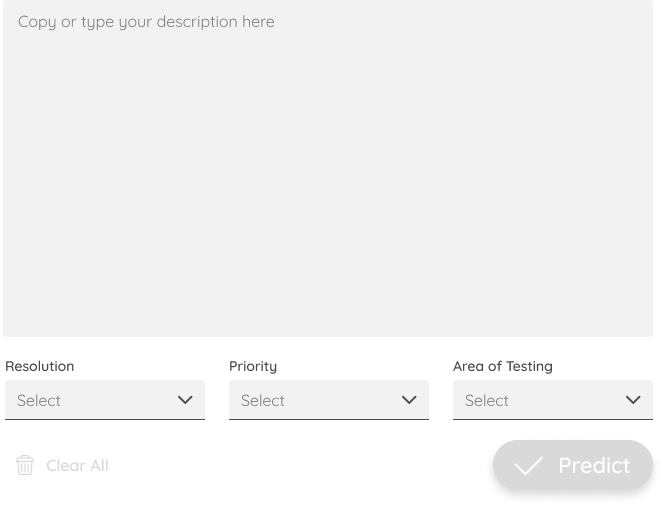 Copy or type your description here
Resolution
Priority
Area of Testing
Select
Select
Select
Clear All
Predict